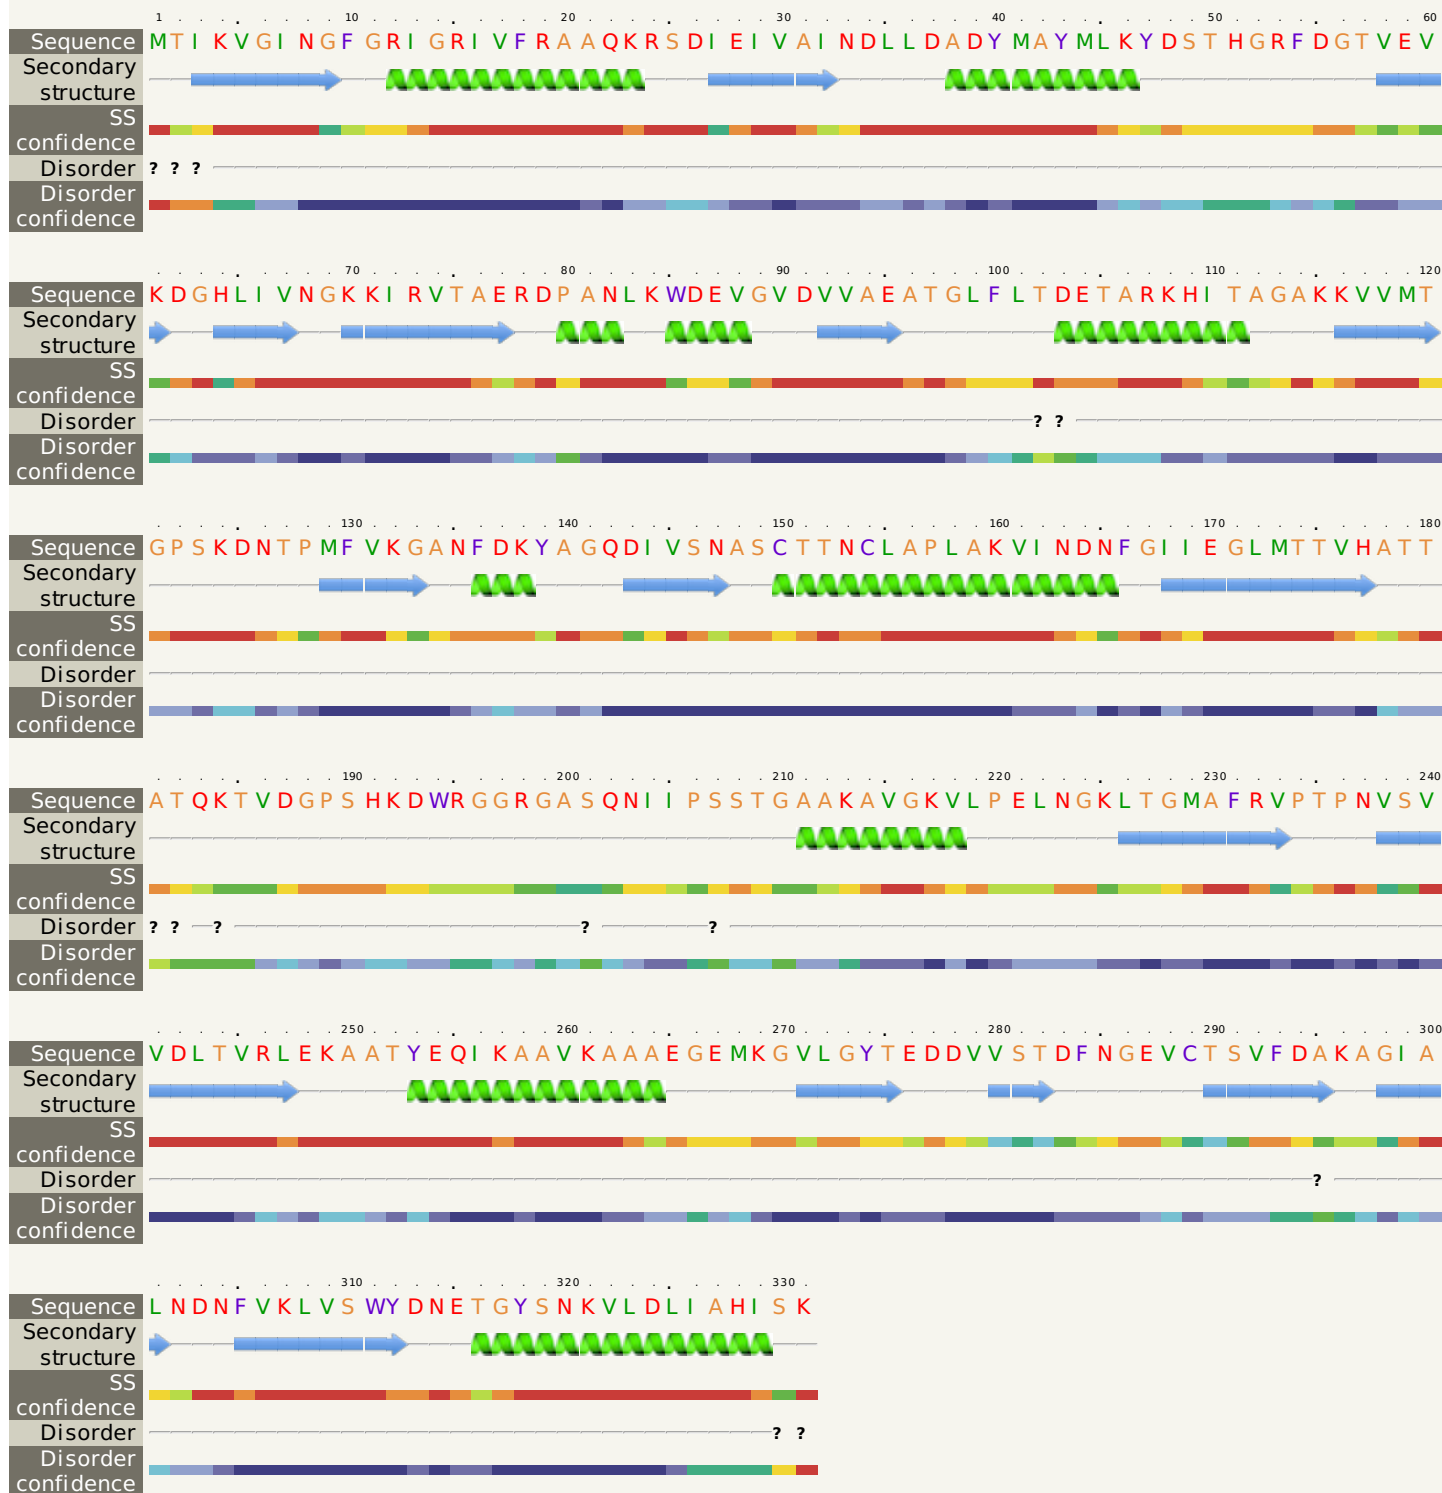 1 10 20 30 40 50 60
Sequence MTIKVGINGFGRIGRIVFRAAQKRSDIEIVAINDLLDADYMAYMLKYDSTHGRFDGTVEV
Secondary
structure
SS
confidence
Disorder ? ? ?
Disorder
confidence
70 80 90 100 110 120
Sequence KDGHLIVNGKKIRVTAERDPANLKWDEVGVDVVAEATGLFLTDETARKHITAGAKKVVMT
Secondary
structure
SS
confidence
Disorder ? ?
Disorder
confidence
130 140 150 160 170 180
Sequence GPSKDNTPMFVKGANFDKYAGQDIVSNASCTTNCLAPLAKVINDNFGIIEGLMTTVHATT
Secondary
structure
SS
confidence
Disorder
Disorder
confidence
190 200 210 220 230 240
Sequence ATQKTVDGPSHKDWRGGRGASQNIIPSSTGAAKAVGKVLPELNGKLTGMAFRVPTPNVSV
Secondary
structure
SS
confidence
Disorder ? ? ? ? ?
Disorder
confidence
250 260 270 280 290 300
Sequence VDLTVRLEKAATYEQIKAAVKAAAEGEMKGVLGYTEDDVVSTDFNGEVCTSVFDAKAGIA
Secondary
structure
SS
confidence
Disorder ?
Disorder
confidence
310 320 330
Sequence LNDNFVKLVSWYDNETGYSNKVLDLIAHISK
Secondary
structure
SS
confidence
Disorder ? ?
Disorder
confidence